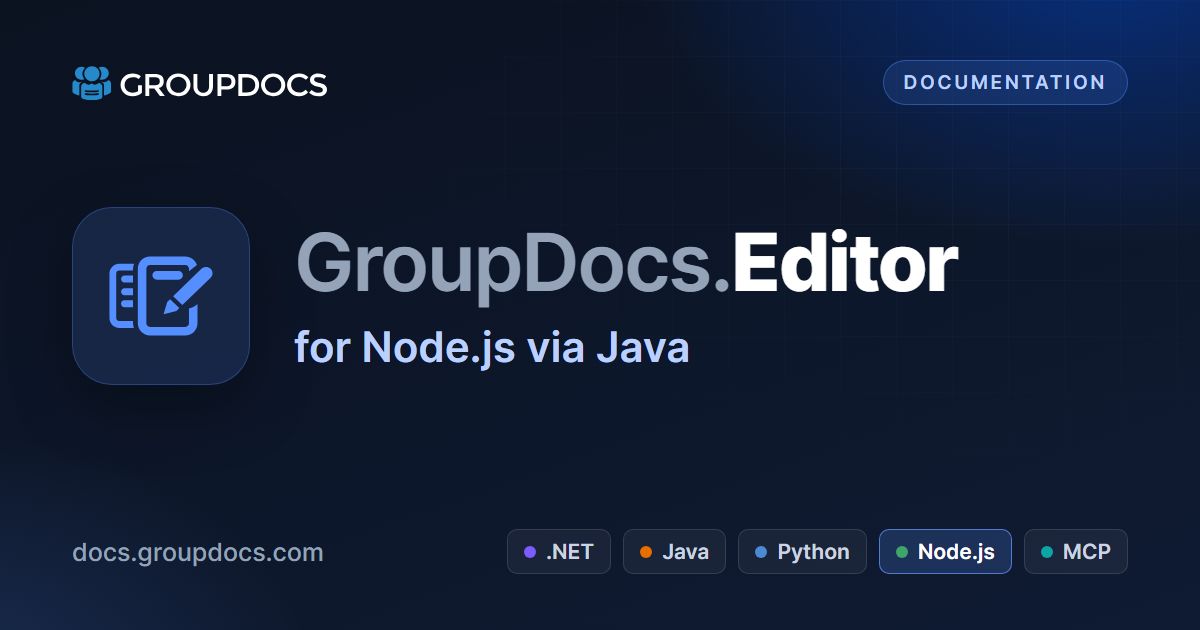 GROUPDOCS
DOCUMENTATION
GroupDocs.Editor
for Node.js via Java
docs.groupdocs.com
.NET
Java
Python
Node.js
MCP